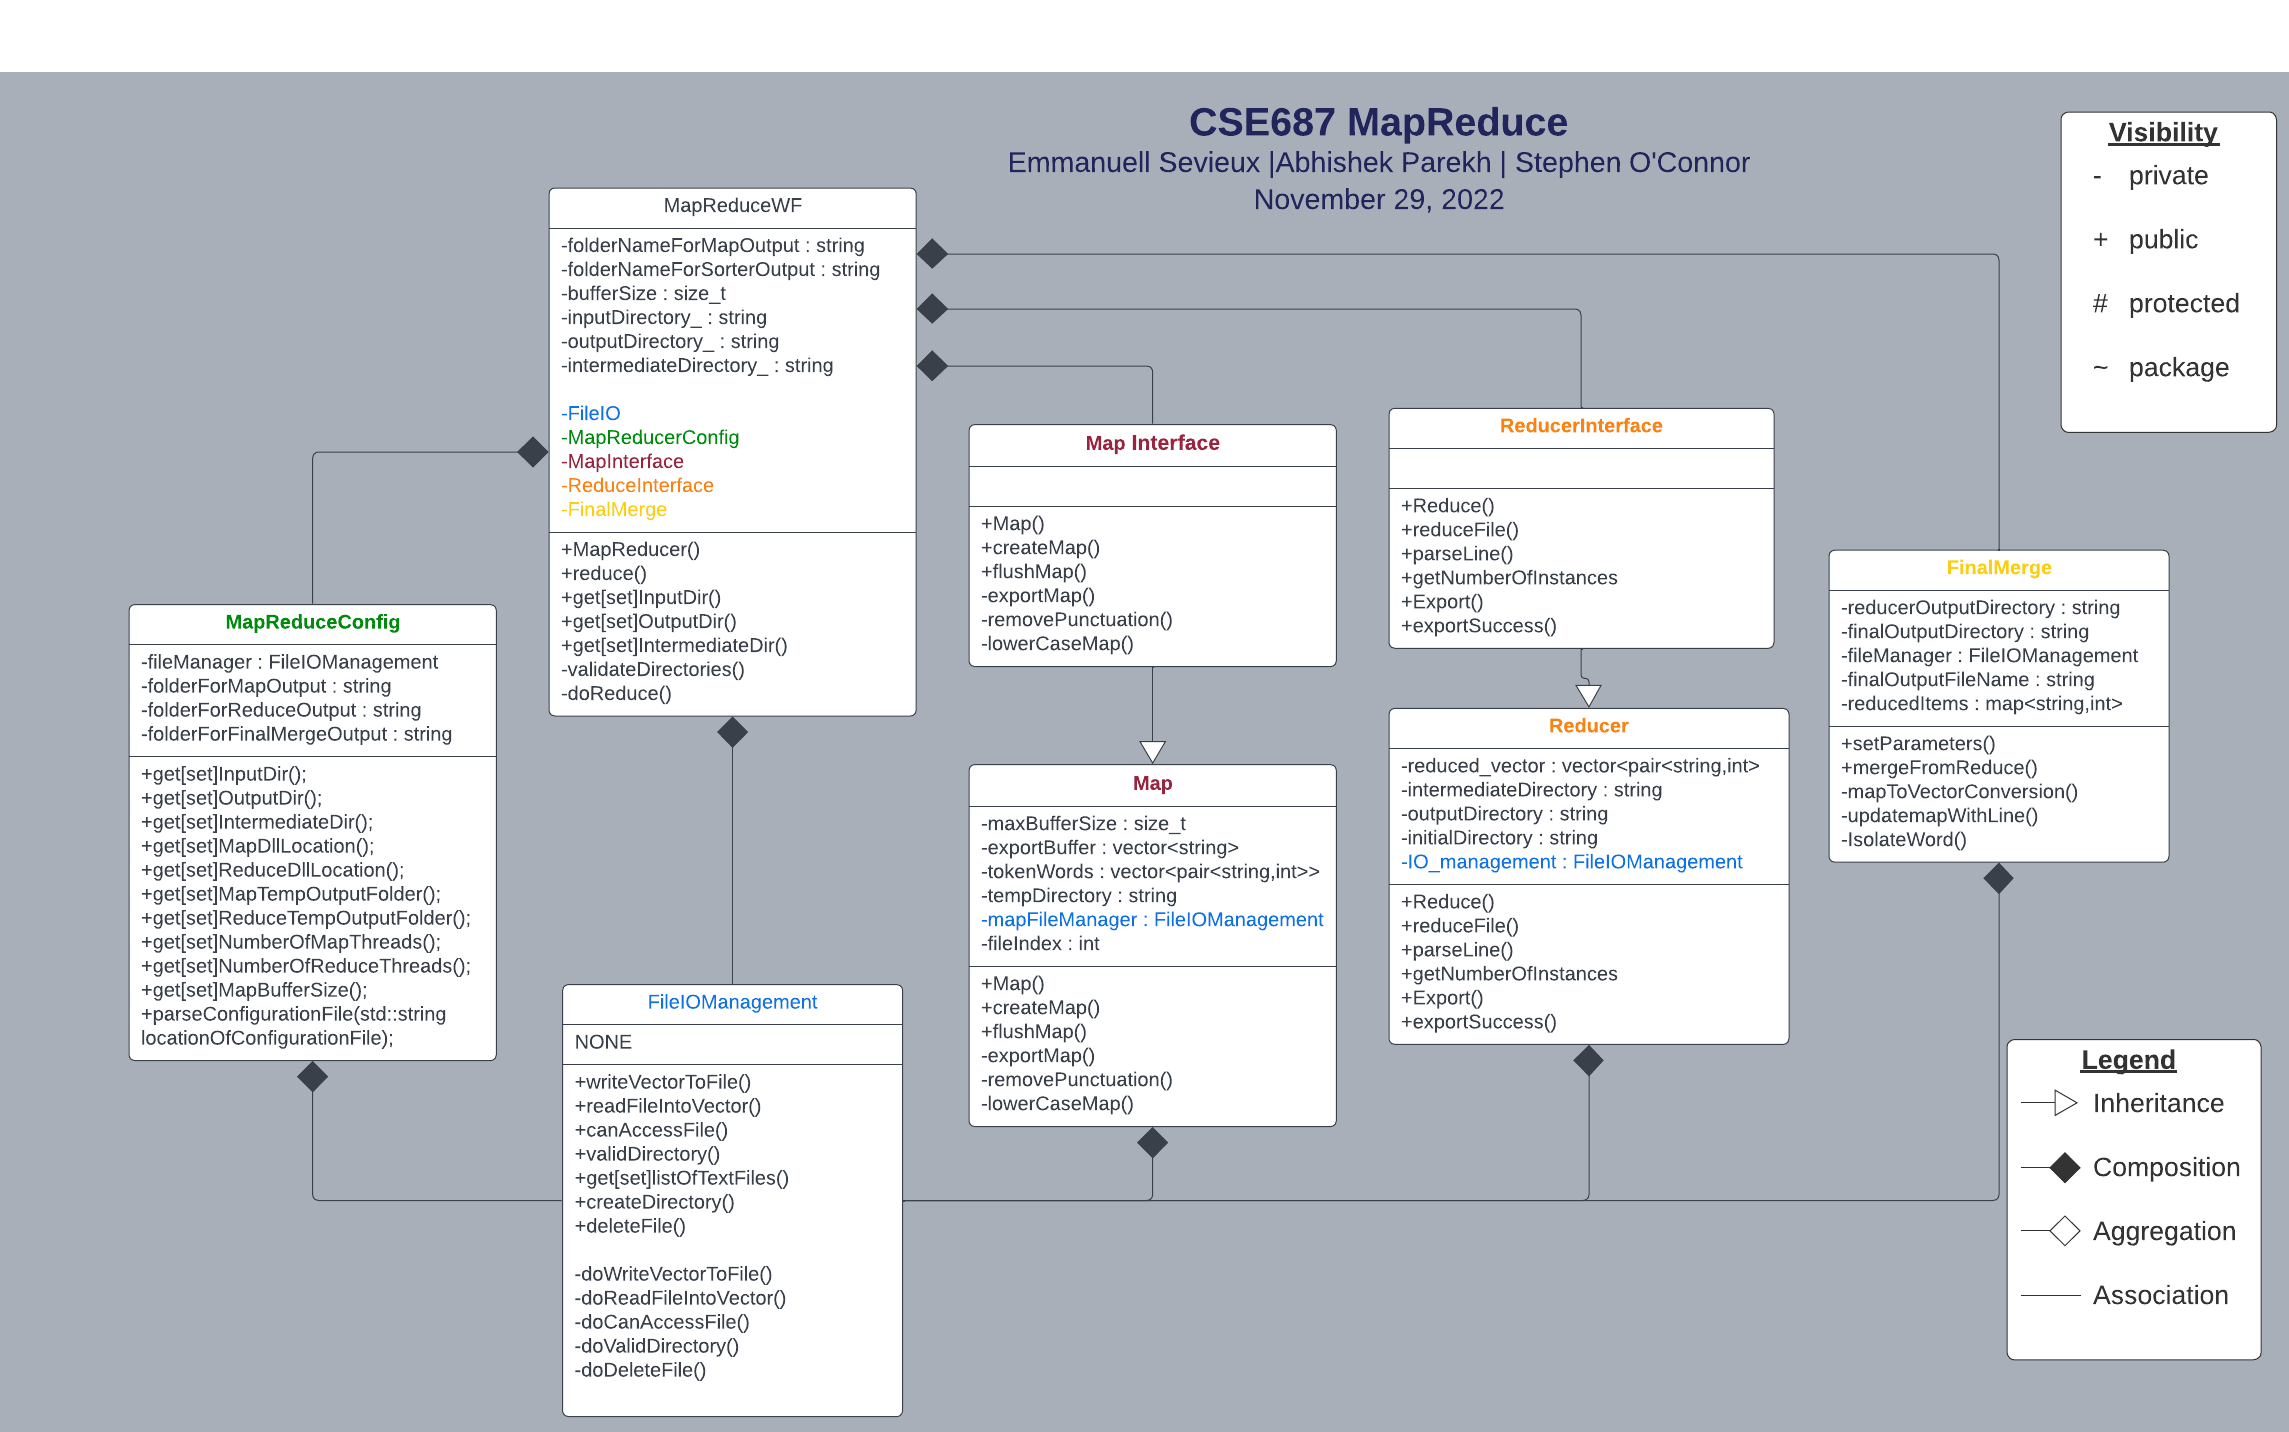 CSE687 MapReduce
Emmanuell Sevieux |Abhishek Parekh | Stephen O'Connor
November 29, 2022
Visibility
- private
+ public
# protected
~ package
MapReduceWF
-folderNameForMapOutput : string
-folderNameForSorterOutput : string
-bufferSize : size_t
-inputDirectory_ : string
-outputDirectory_ : string
-intermediateDirectory_ : string
-FileIO
-MapReducerConfig
-MapInterface
-ReduceInterface
-FinalMerge
+MapReducer()
+reduce()
+get[set]InputDir()
+get[set]OutputDir()
+get[set]IntermediateDir()
-validateDirectories()
-doReduce()
MapReduceConfig
-fileManager : FileIOManagement
-folderForMapOutput : string
-folderForReduceOutput : string
-folderForFinalMergeOutput : string
+get[set]InputDir();
+get[set]OutputDir();
+get[set]IntermediateDir();
+get[set]MapDllLocation();
+get[set]ReduceDllLocation();
+get[set]MapTempOutputFolder();
+get[set]ReduceTempOutputFolder();
+get[set]NumberOfMapThreads();
+get[set]NumberOfReduceThreads();
+get[set]MapBufferSize();
+parseConfigurationFile(std::string
locationOfConfigurationFile);
FileIOManagement
NONE
+writeVectorToFile()
+readFileIntoVector()
+canAccessFile()
+validDirectory()
+get[set]listOfTextFiles()
+createDirectory()
+deleteFile()
-doWriteVectorToFile()
-doReadFileIntoVector()
-doCanAccessFile()
-doValidDirectory()
-doDeleteFile()
Map Interface
+Map()
+createMap()
+flushMap()
-exportMap()
-removePunctuation()
-lowerCaseMap()
Map
-maxBufferSize : size_t
-exportBuffer : vector<string>
-tokenWords : vector<pair<string,int>>
-tempDirectory : string
-mapFileManager : FileIOManagement
-fileIndex : int
+Map()
+createMap()
+flushMap()
-exportMap()
-removePunctuation()
-lowerCaseMap()
ReducerInterface
+Reduce()
+reduceFile()
+parseLine()
+getNumberOfInstances
+Export()
+exportSuccess()
Reducer
-reduced_vector : vector<pair<string,int>
-intermediateDirectory : string
-outputDirectory : string
-initialDirectory : string
-IO_management : FileIOManagement
+Reduce()
+reduceFile()
+parseLine()
+getNumberOfInstances
+Export()
+exportSuccess()
FinalMerge
-reducerOutputDirectory : string
-finalOutputDirectory : string
-fileManager : FileIOManagement
-finalOutputFileName : string
-reducedItems : map<string,int>
+setParameters()
+mergeFromReduce()
-mapToVectorConversion()
-updatemapWithLine()
-IsolateWord()
Legend
Inheritance
Composition
Aggregation
Association